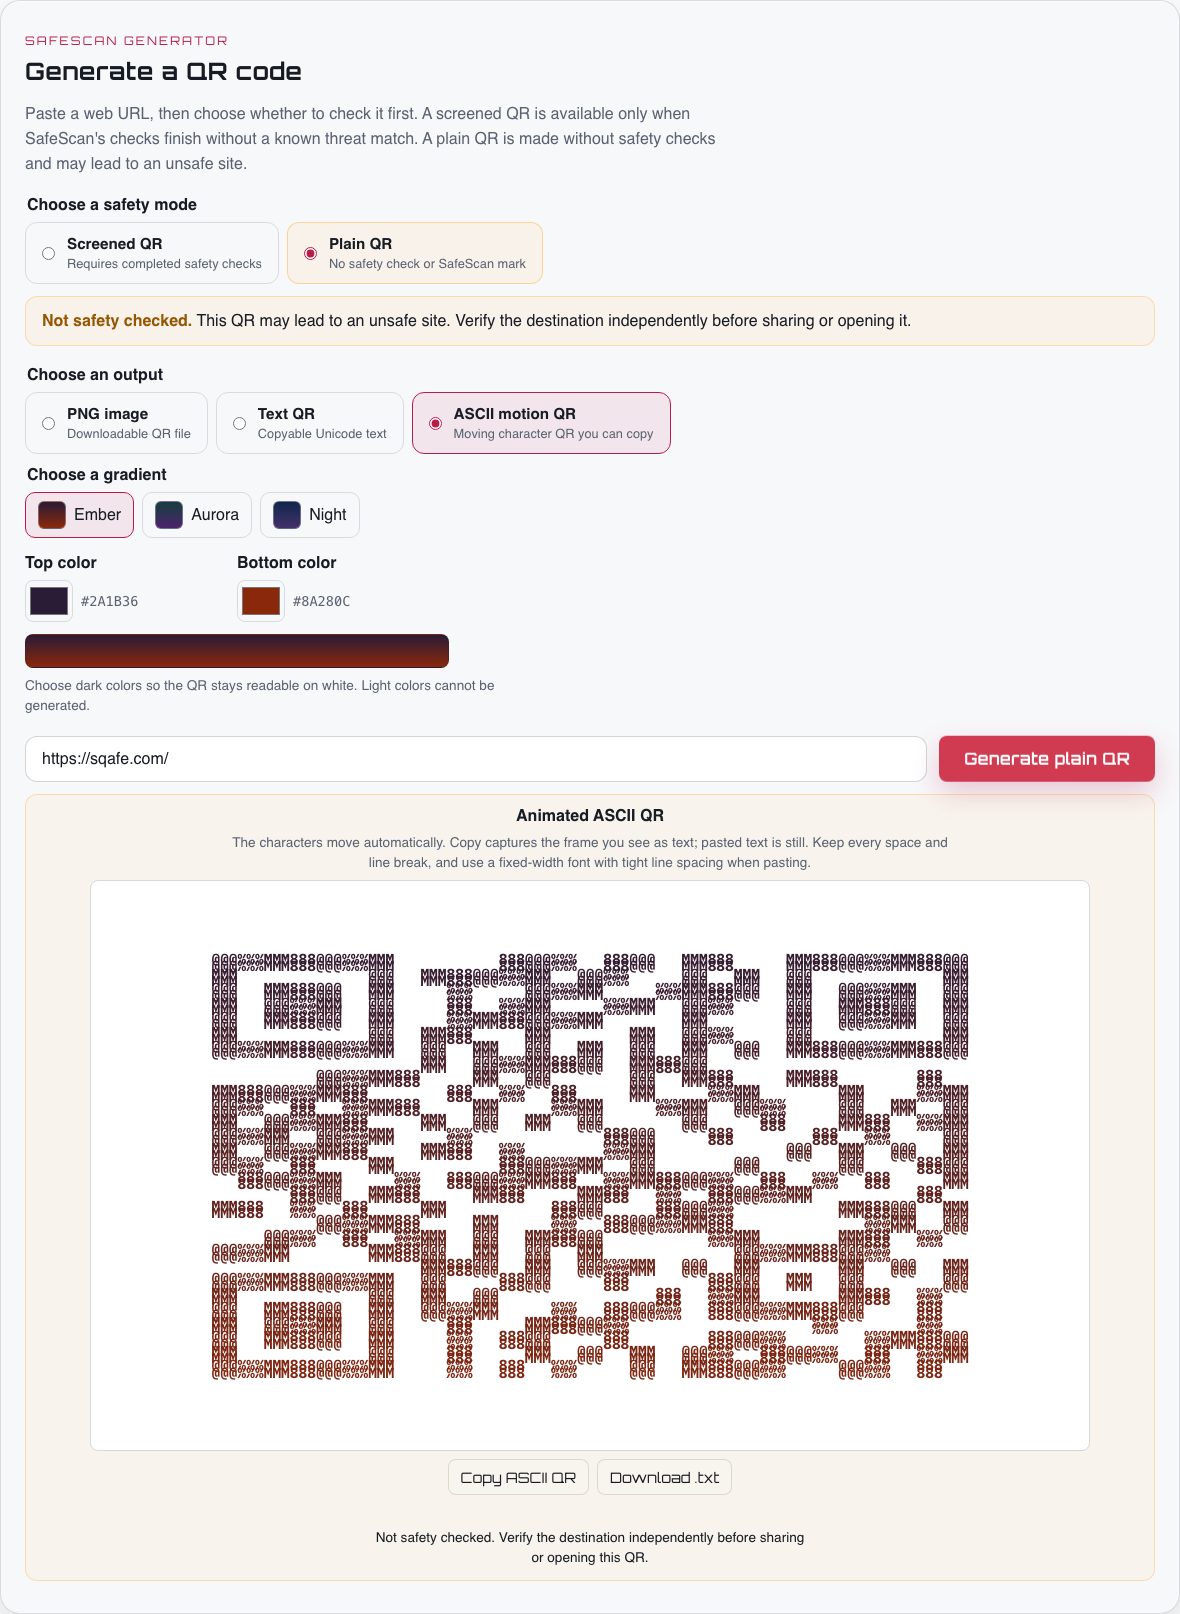 SAFESCAN GENERATOR
Generate a QR code
Paste a web URL, then choose whether to check it first. A screened QR is available only when
SafeScan's checks finish without a known threat match. A plain QR is made without safety checks
and may lead to an unsafe site.
Choose a safety mode
Screened QR
Requires completed safety checks
Plain QR
No safety check or SafeScan mark
Not safety checked. This QR may lead to an unsafe site. Verify the destination independently before sharing or opening it.
Choose an output
PNG image
Downloadable QR file
Text QR
Copyable Unicode text
ASCII motion QR
Moving character QR you can copy
Choose a gradient
Ember
Aurora
Night
Top color
Bottom color
#2A1B36
#8A280C
Choose dark colors so the QR stays readable on white. Light colors cannot be
generated.
https://sqafe.com/
Generate plain QR
Animated ASCII QR
The characters move automatically. Copy captures the frame you see as text; pasted text is still. Keep every space and
line break, and use a fixed-width font with tight line spacing when pasting.
Copy ASCII QR
Download .txt
Not safety checked. Verify the destination independently before sharing
or opening this QR.